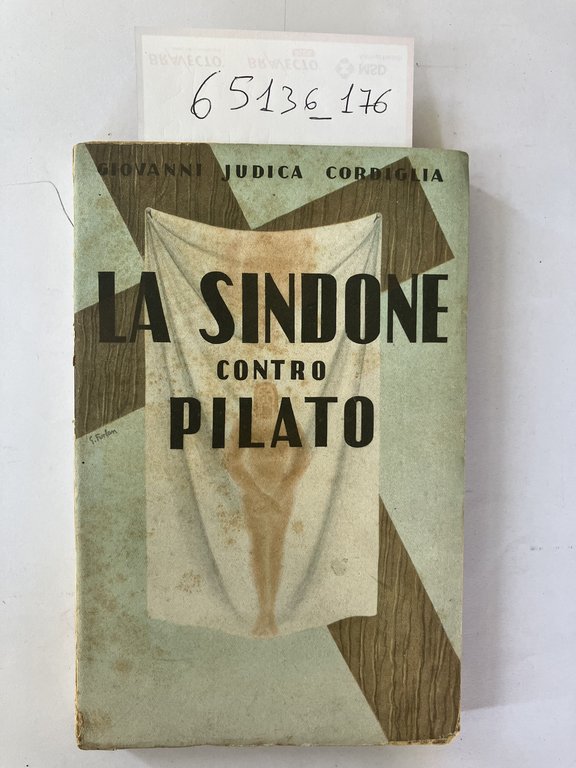 65136_176
GIOVANNI JUDICA CORDIGLIA
LA SINDONE
CONTRO
PILATO